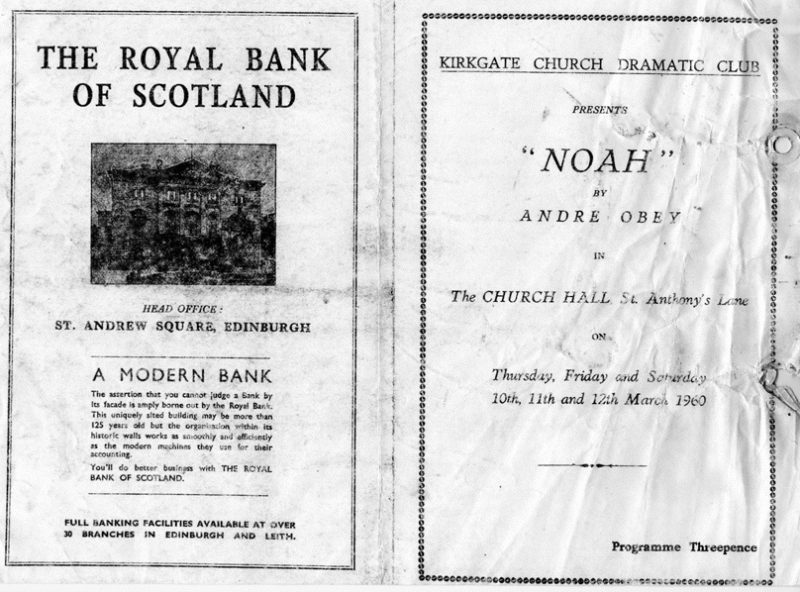 THE ROYAL BANK
OF SCOTLAND
HEAD OFFICE:
ST. ANDREW SQUARE, EDINBURGH
A MODERN BANK
The assertion that you cannot judge a Bank by
its facade is amply borne out by the Royal Bank.
This uniquely sited building may be more than
125 years old but the organisation within its
historic walls works as smoothly and efficiently
as the modern machines they use for their
accounting.
You'll do better business with THE ROYAL
BANK OF SCOTLAND.
FULL BANKING FACILITIES AVAILABLE AT OVER
30 BRANCHES IN EDINBURGH AND LEITH.
KIRKGATE CHURCH DRAMATIC CLUB
PRESENTS
"NOAH"
BY
ANDRE OBEY
IN
The CHURCH HALL, St. Anthony's Lane
ON
Thursday, Friday and Saturday
10th, 11th and 12th March 1960
Programme Threepence